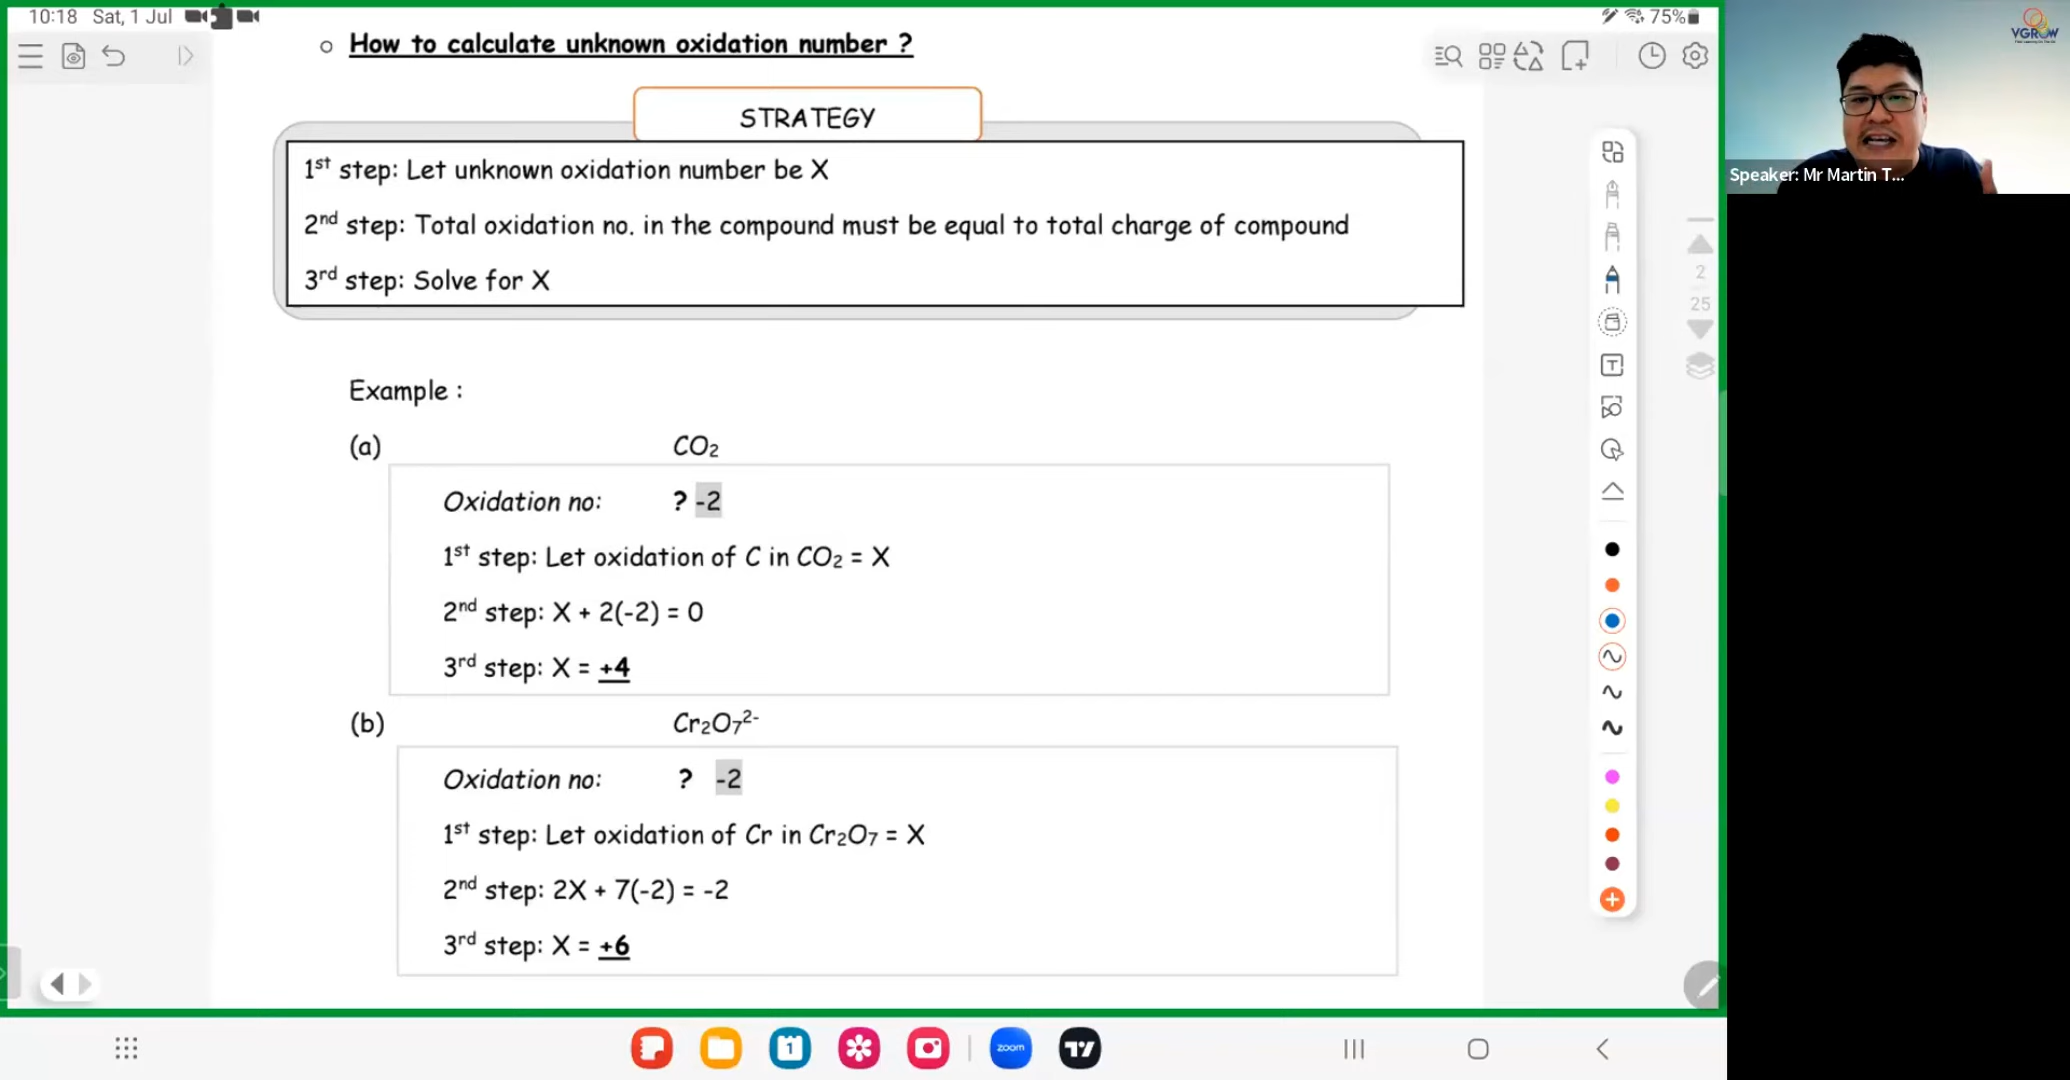 10:18 Sat, 1 Jul
75%
○ How to calculate unknown oxidation number ?
STRATEGY
1st step: Let unknown oxidation number be X
2nd step: Total oxidation no. in the compound must be equal to total charge of compound
3rd step: Solve for X
Example :
(a) CO₂
Oxidation no: ? -2
1st step: Let oxidation of C in CO₂ = X
2nd step: X + 2(-2) = 0
3rd step: X = +4
(b) Cr₂O₇²⁻
Oxidation no: ? -2
1st step: Let oxidation of Cr in Cr₂O₇ = X
2nd step: 2X + 7(-2) = -2
3rd step: X = +6
2
25
T
1
zoom
VGROW
Speaker: Mr Martin T...